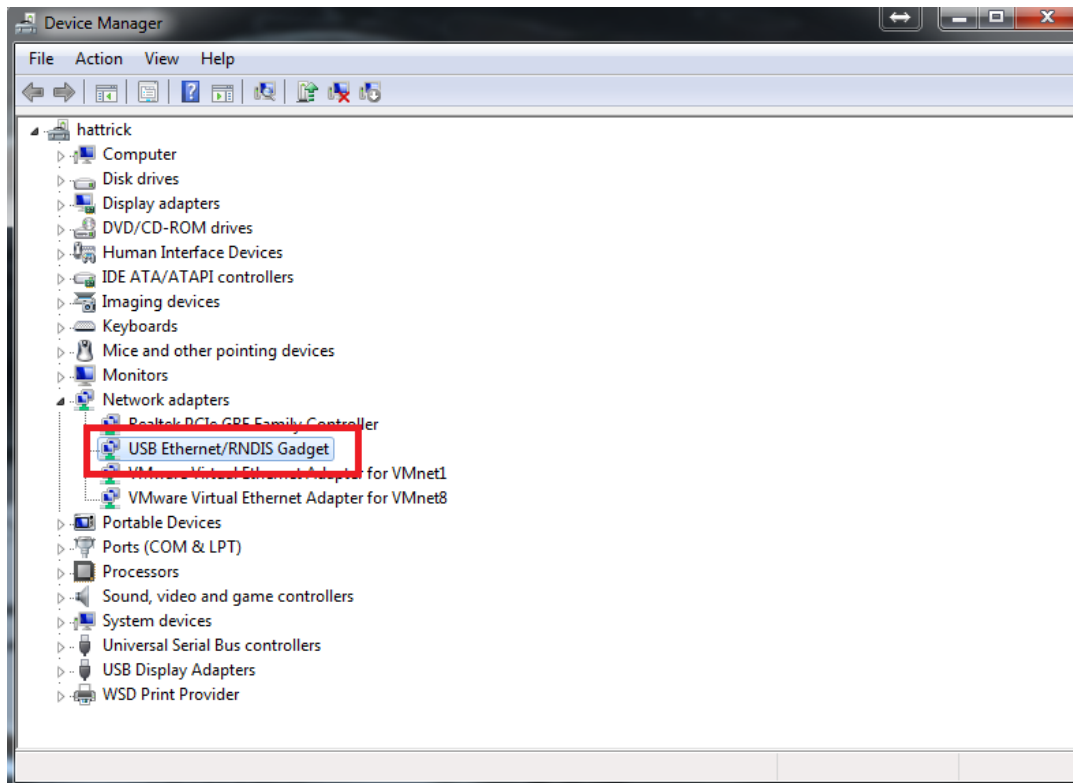 Device Manager
File Action View Help
hattrick
Computer
Disk drives
Display adapters
DVD/CD-ROM drives
Human Interface Devices
IDE ATA/ATAPI controllers
Imaging devices
Keyboards
Mice and other pointing devices
Monitors
Network adapters
Realtek PCIe GBE Family Controller
USB Ethernet/RNDIS Gadget
VMware Virtual Ethernet Adapter for VMnet1
VMware Virtual Ethernet Adapter for VMnet8
Portable Devices
Ports (COM & LPT)
Processors
Sound, video and game controllers
System devices
Universal Serial Bus controllers
USB Display Adapters
WSD Print Provider